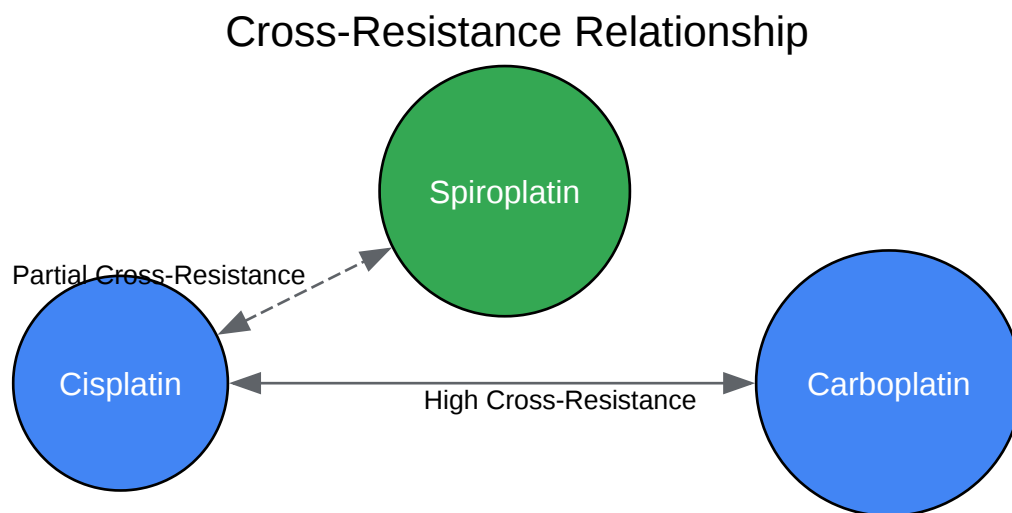 Cross-Resistance Relationship
Spiroplatin
Partial Cross-Resistance
Cisplatin
High Cross-Resistance
Carboplatin